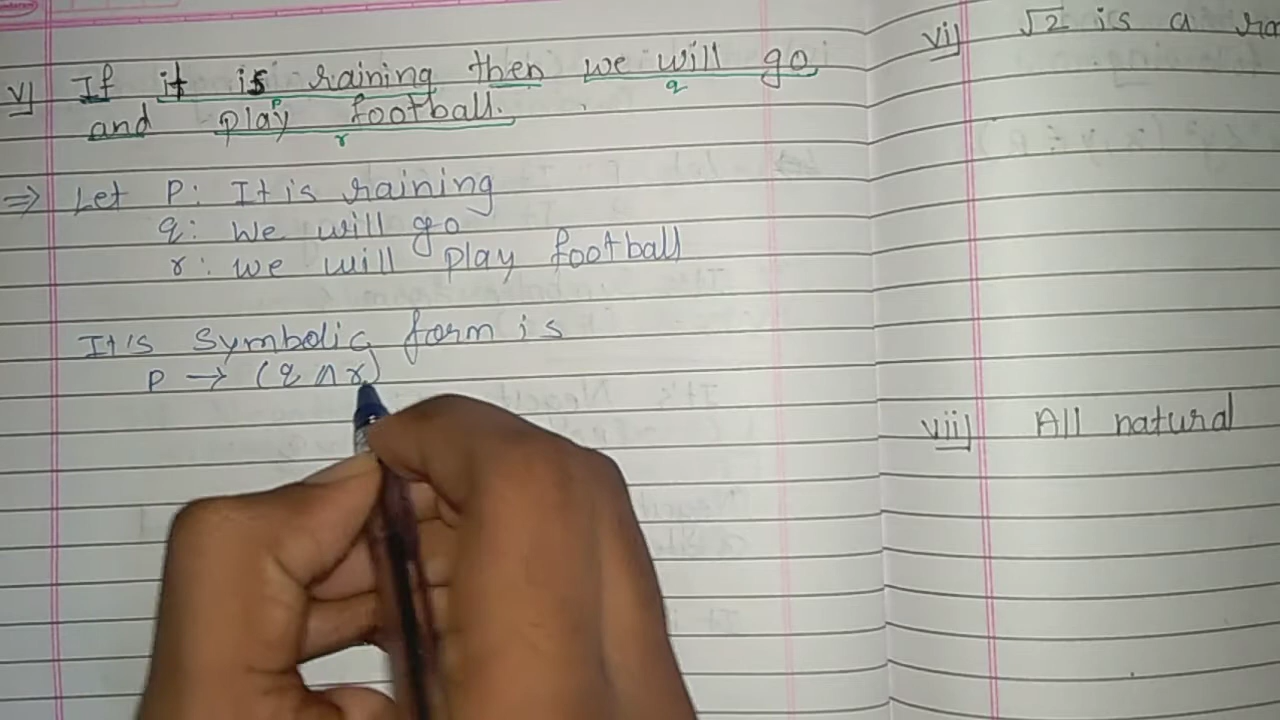 v) If it is raining then we will go
p q
and play football.
r
⇒ Let P: It is raining
q: We will go
r: we will play football
It's Symbolic form is
P → (q ∧ r)
vi) √2 is a
vii) All natural